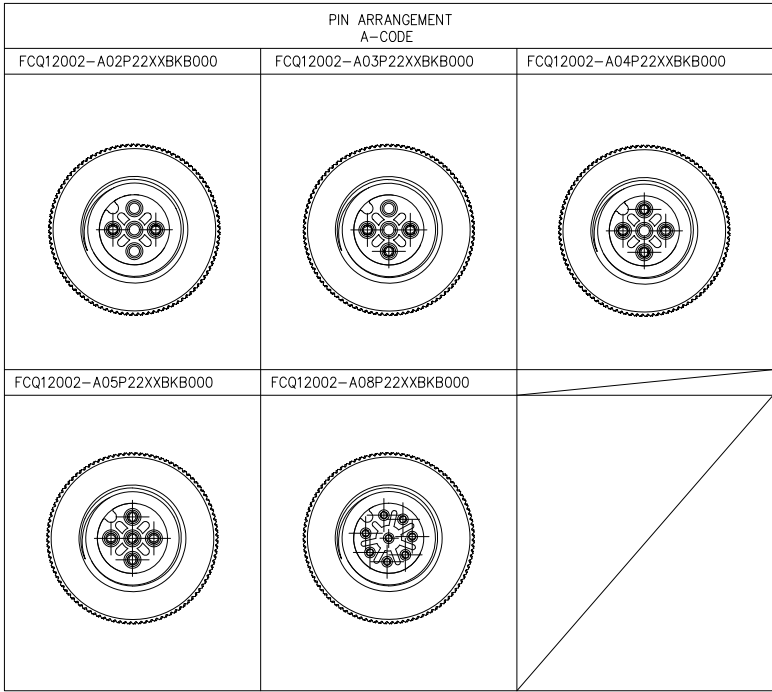 PIN ARRANGEMENT
A-CODE
FCQ12002-A02P22XXBKB000
FCQ12002-A03P22XXBKB000
FCQ12002-A04P22XXBKB000
FCQ12002-A05P22XXBKB000
FCQ12002-A08P22XXBKB000